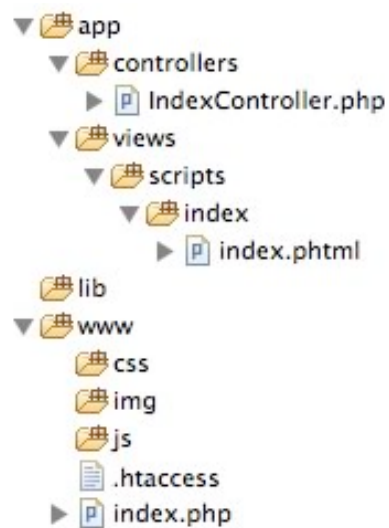 app
controllers
IndexController.php
views
scripts
index
index.phtml
lib
www
css
img
js
.htaccess
index.php